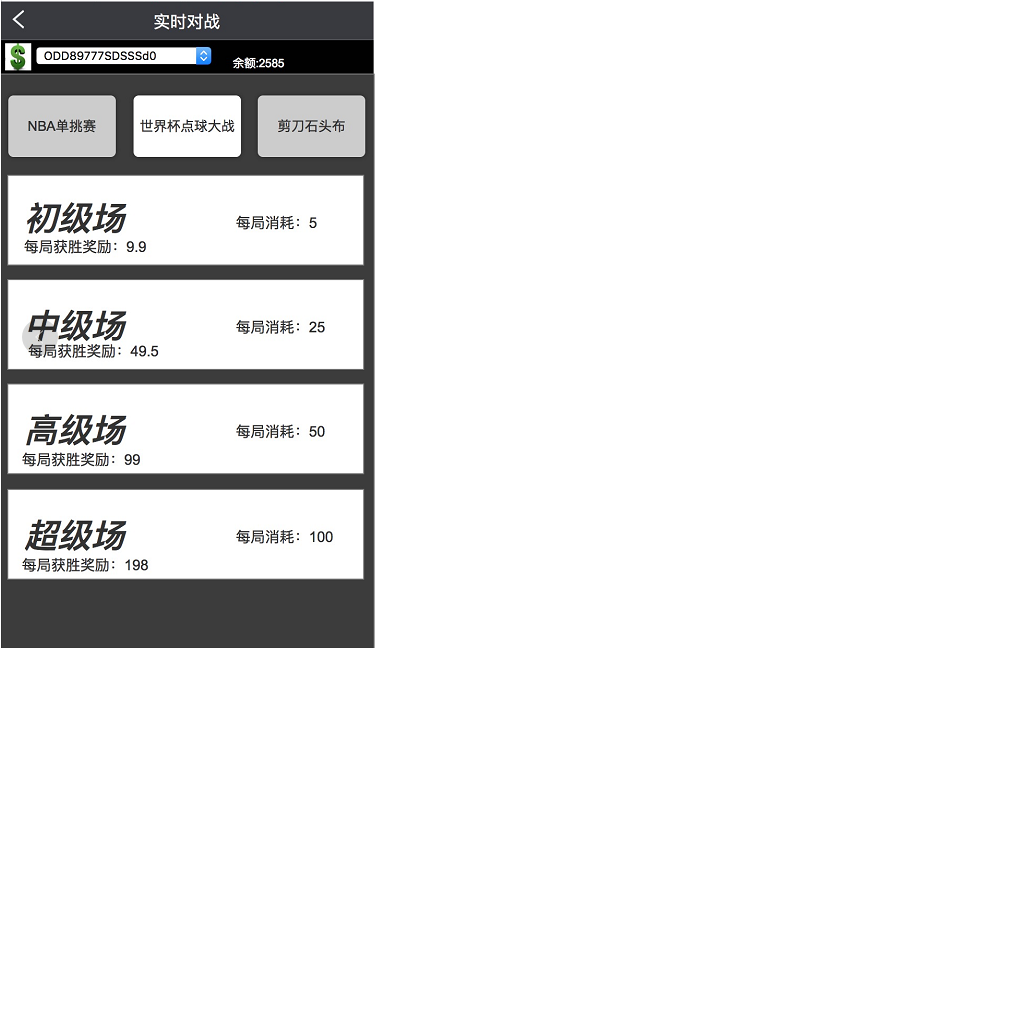 实时对战
ODD89777SDSSSd0
余额:2585
NBA单挑赛
世界杯点球大战
剪刀石头布
初级场
每局消耗：5
每局获胜奖励：9.9
中级场
每局消耗：25
每局获胜奖励：49.5
高级场
每局消耗：50
每局获胜奖励：99
超级场
每局消耗：100
每局获胜奖励：198